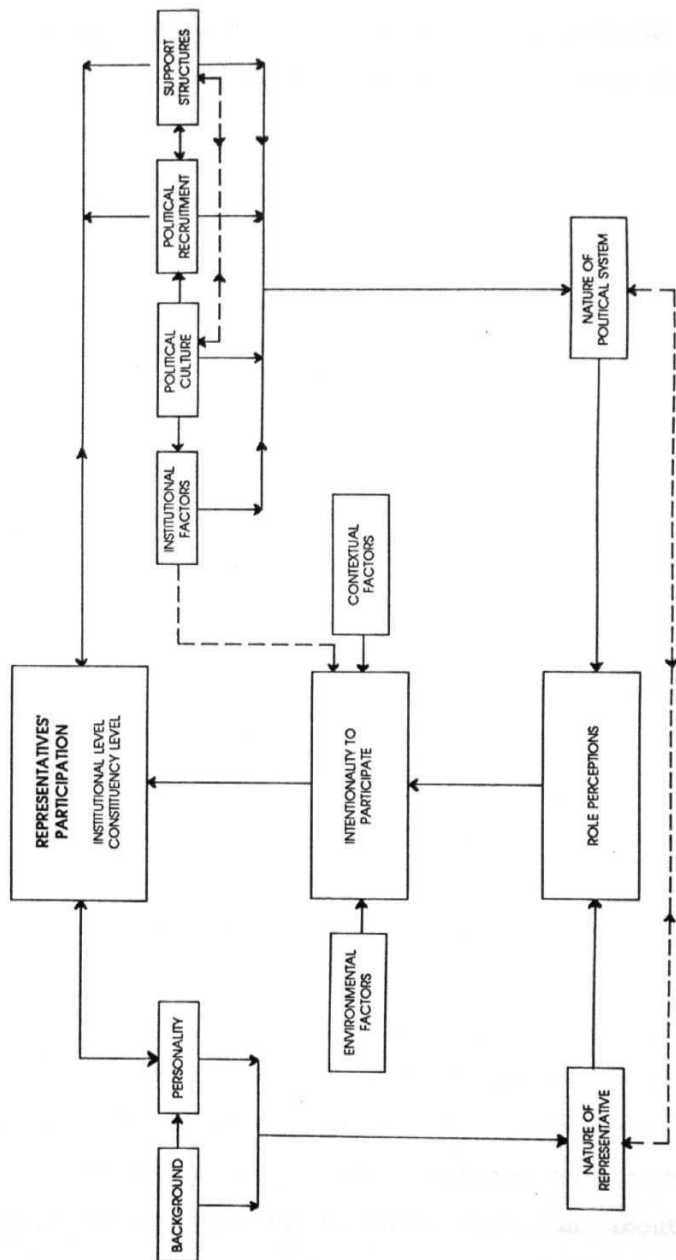 REPRESENTATIVES'
PARTICIPATION
INSTITUTIONAL LEVEL
CONSTITUENCY LEVEL
BACKGROUND
PERSONALITY
INSTITUTIONAL
FACTORS
POLITICAL
CULTURE
POLITICAL
RECRUITMENT
SUPPORT
STRUCTURES
ENVIRONMENTAL
FACTORS
INTENTIONALITY TO
PARTICIPATE
CONTEXTUAL
FACTORS
NATURE OF
REPRESENTATIVE
ROLE PERCEPTIONS
NATURE OF
POLITICAL SYSTEM